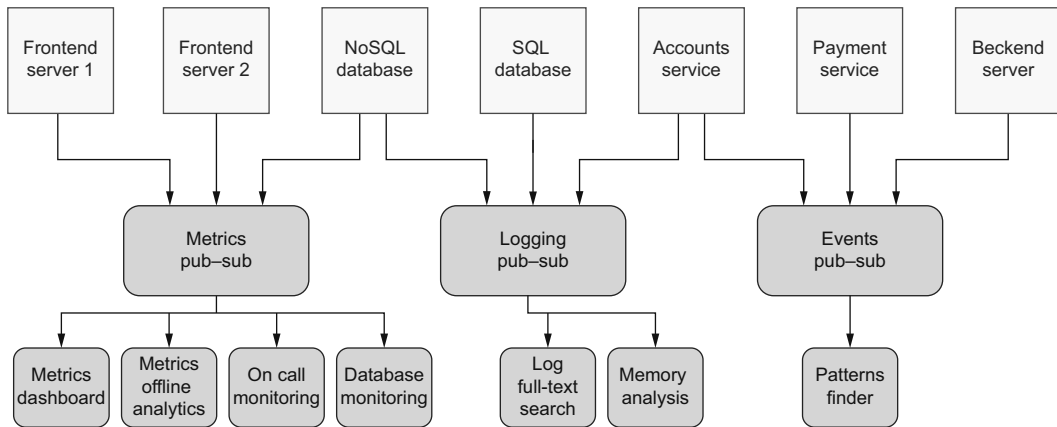 Frontend
server 1
Frontend
server 2
NoSQL
database
SQL
database
Accounts
service
Payment
service
Beckend
server
Metrics
pub–sub
Logging
pub–sub
Events
pub–sub
Metrics
dashboard
Metrics
offline
analytics
On call
monitoring
Database
monitoring
Log
full-text
search
Memory
analysis
Patterns
finder